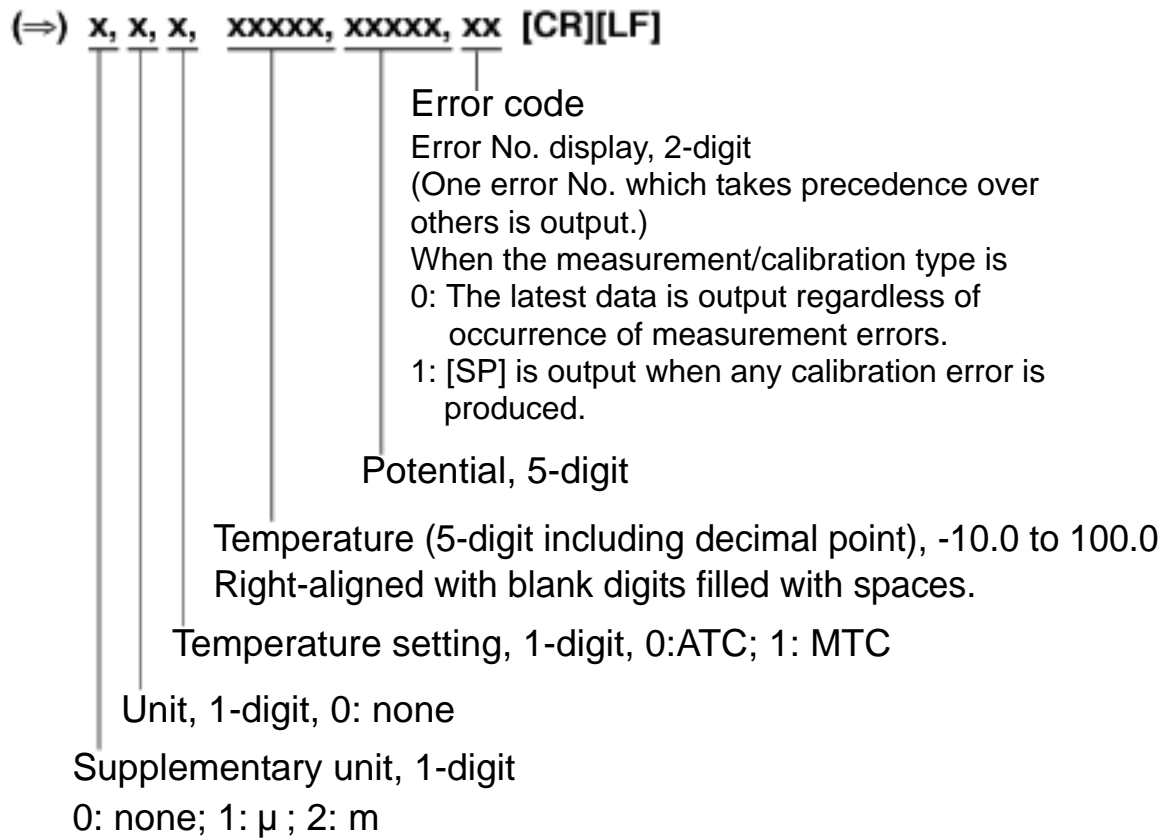 (⇒) x, x, x, xxxxx, xxxxx, xx [CR][LF]
Error code
Error No. display, 2-digit
(One error No. which takes precedence over
others is output.)
When the measurement/calibration type is
0: The latest data is output regardless of
occurrence of measurement errors.
1: [SP] is output when any calibration error is
produced.
Potential, 5-digit
Temperature (5-digit including decimal point), -10.0 to 100.0
Right-aligned with blank digits filled with spaces.
Temperature setting, 1-digit, 0:ATC; 1: MTC
Unit, 1-digit, 0: none
Supplementary unit, 1-digit
0: none; 1: μ ; 2: m